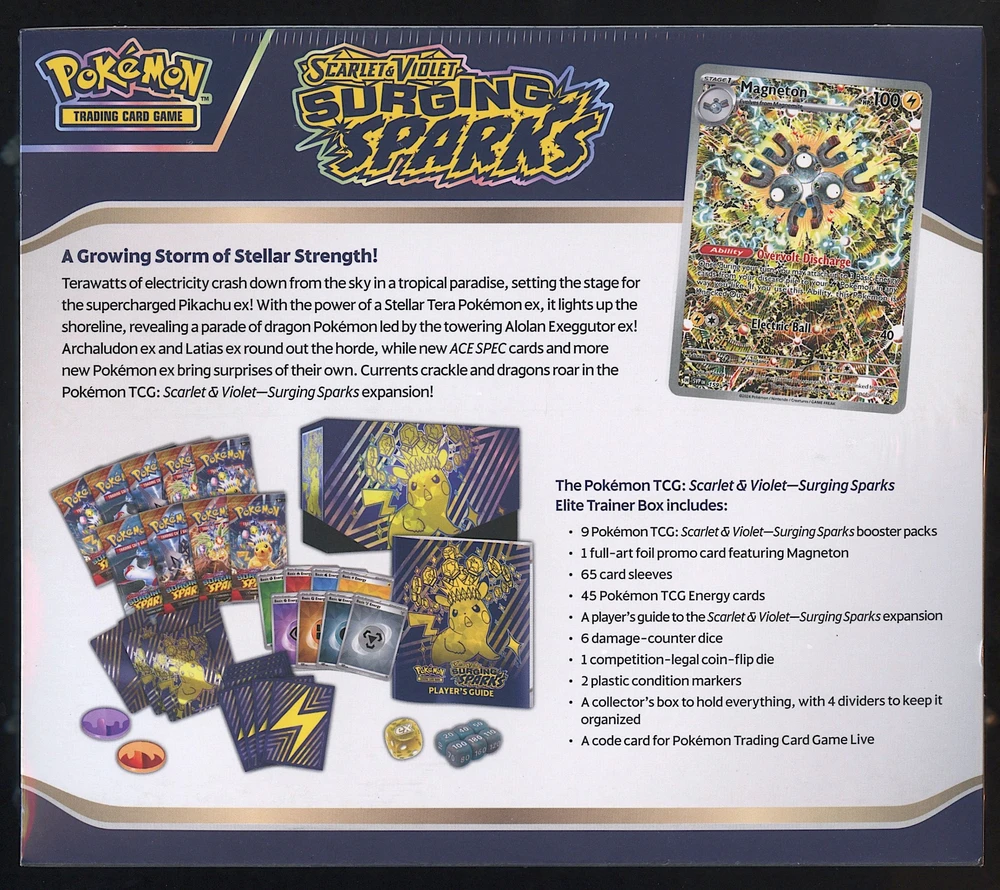 Pokémon
TRADING CARD GAME
SCARLET & VIOLET
SURGING
SPARKS
STAGE1
Magneton
100
Ability Overvolt Discharge
Electric Ball
40
A Growing Storm of Stellar Strength!
Terawatts of electricity crash down from the sky in a tropical paradise, setting the stage for
the supercharged Pikachu ex! With the power of a Stellar Tera Pokémon ex, it lights up the
shoreline, revealing a parade of dragon Pokémon led by the towering Alolan Exeggutor ex!
Archaludon ex and Latias ex round out the horde, while new ACE SPEC cards and more
new Pokémon ex bring surprises of their own. Currents crackle and dragons roar in the
Pokémon TCG: Scarlet & Violet—Surging Sparks expansion!
The Pokémon TCG: Scarlet & Violet—Surging Sparks
Elite Trainer Box includes:
• 9 Pokémon TCG: Scarlet & Violet—Surging Sparks booster packs
• 1 full-art foil promo card featuring Magneton
• 65 card sleeves
• 45 Pokémon TCG Energy cards
• A player's guide to the Scarlet & Violet—Surging Sparks expansion
• 6 damage-counter dice
• 1 competition-legal coin-flip die
• 2 plastic condition markers
• A collector's box to hold everything, with 4 dividers to keep it
organized
• A code card for Pokémon Trading Card Game Live
Pokémon
SURGING
SPARKS
PLAYER'S GUIDE
ex